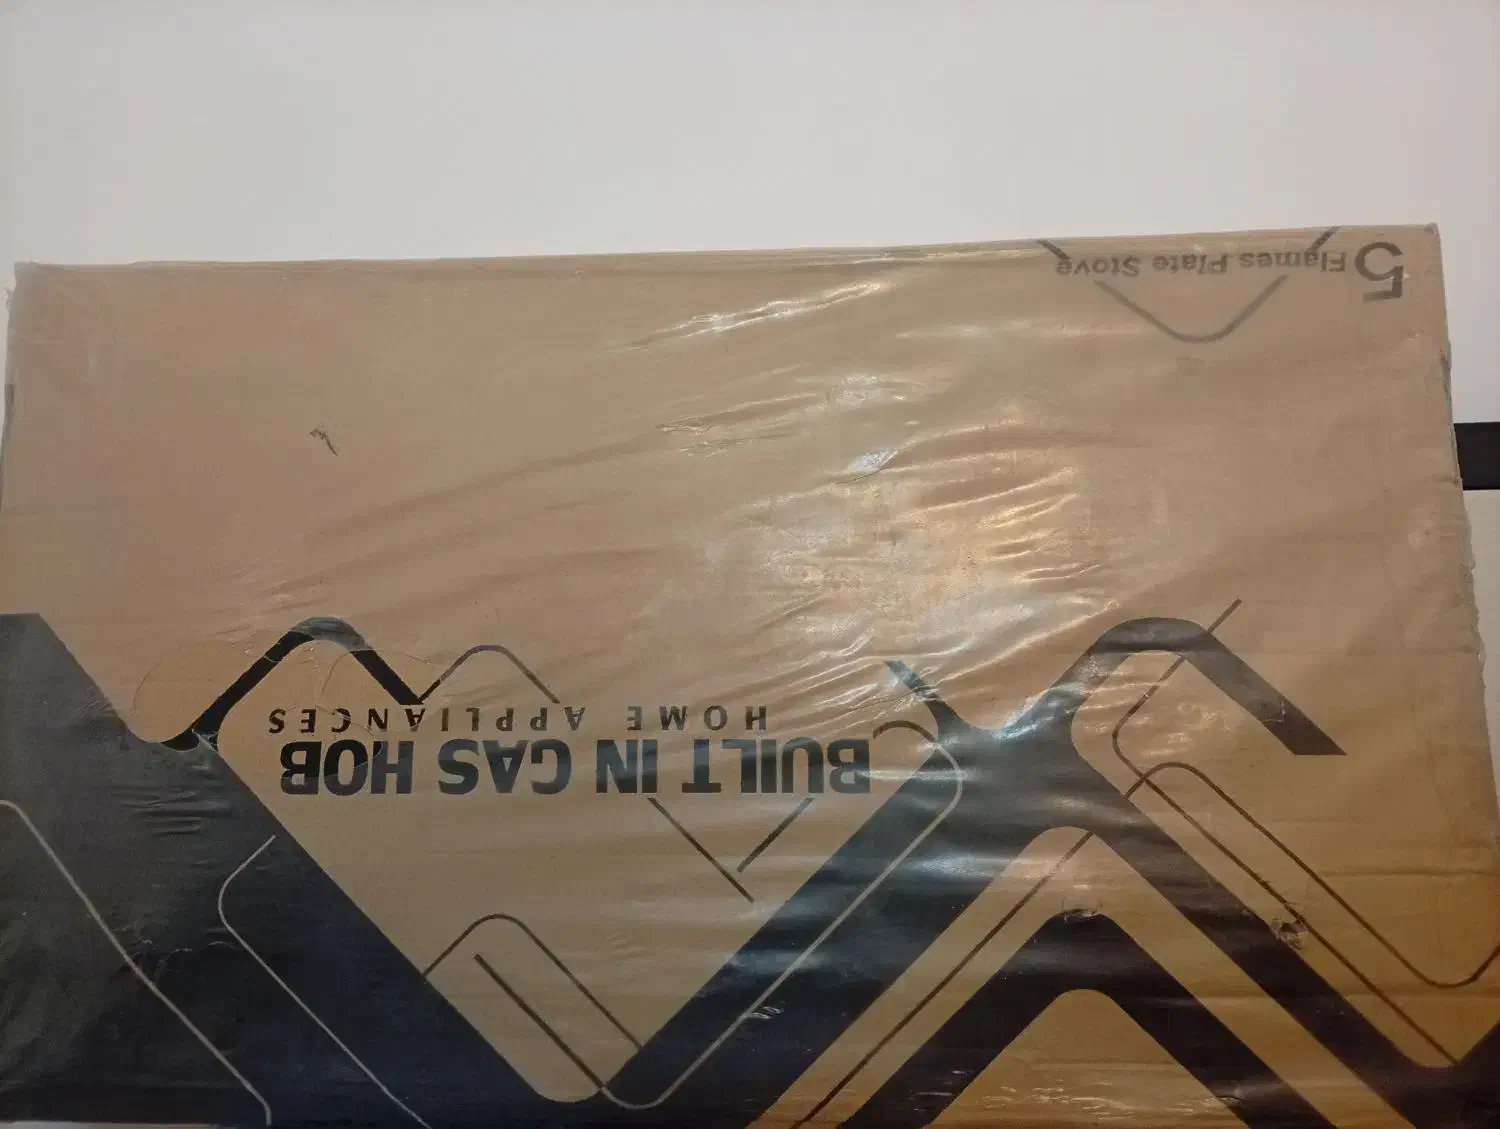 BUILT IN GAS HOB
HOME APPLIANCES
5 Flames Plate Stove